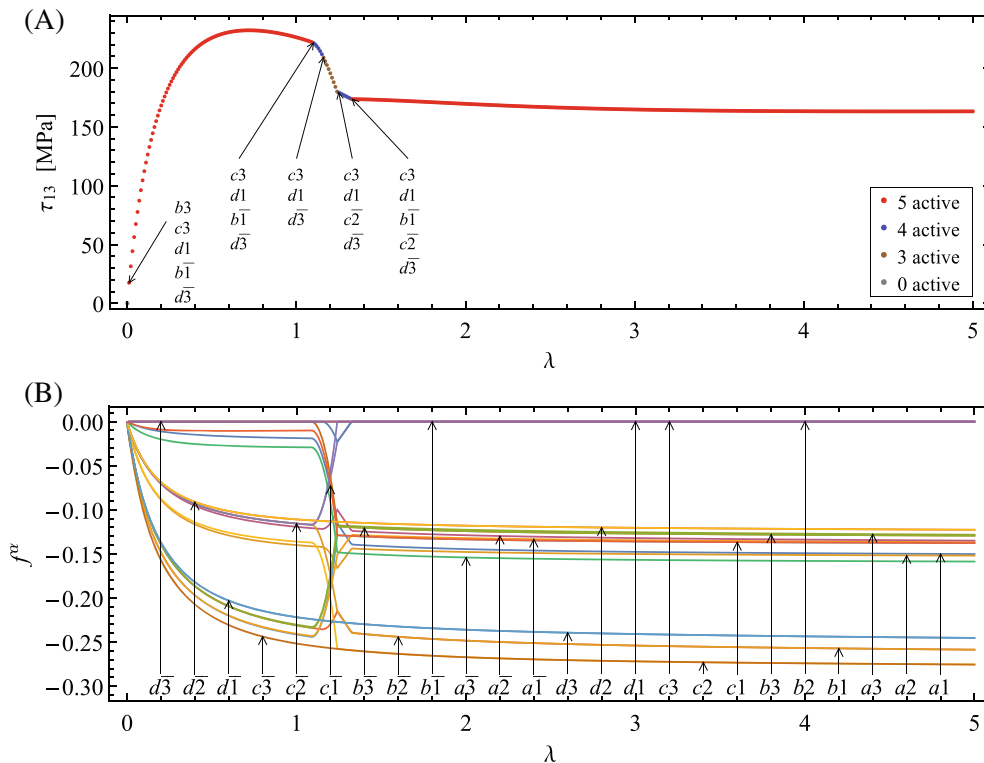 (A)
τ₁₃ [MPa]
200
150
100
50
0
b3
c3
d1
b1̅
d3̅
c3
d1
b1̅
d3̅
c3
d1
d3̅
c3
d1
c2̅
d3̅
c3
d1
b1̅
c2̅
d3̅
5 active
4 active
3 active
0 active
0 1 2 3 4 5
λ
(B)
f^α
0.00
−0.05
−0.10
−0.15
−0.20
−0.25
−0.30
d3̅ d2̅ d1̅ c3̅ c2̅ c1̅ b3̅ b2̅ b1̅ a3̅ a2̅ a1̅ d3 d2 d1 c3 c2 c1 b3 b2 b1 a3 a2 a1
0 1 2 3 4 5
λ